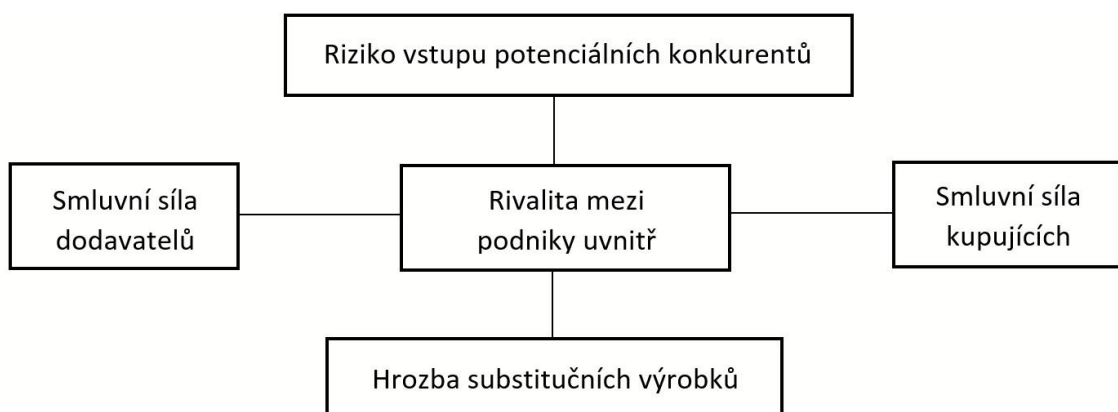 Riziko vstupu potenciálních konkurentů
Smluvní síla
dodavatelů
Rivalita mezi
podniky uvnitř
Smluvní síla
kupujících
Hrozba substitučních výrobků